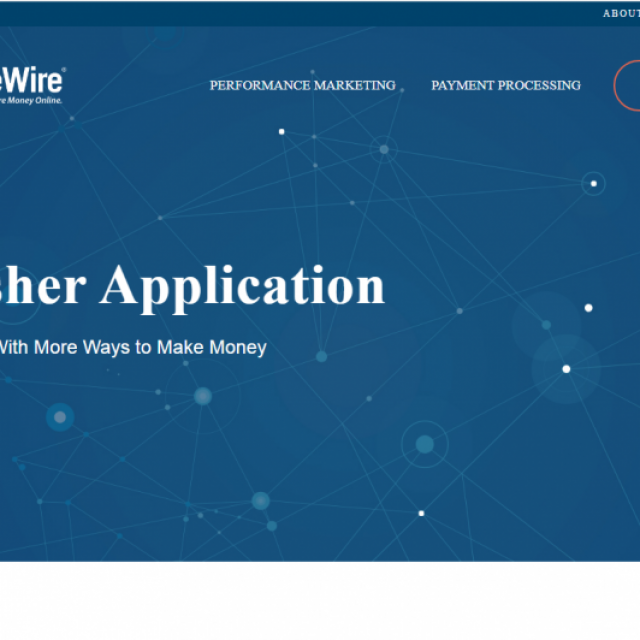 ABOUT
eWire®
re Money Online.
PERFORMANCE MARKETING
PAYMENT PROCESSING
sher Application
With More Ways to Make Money